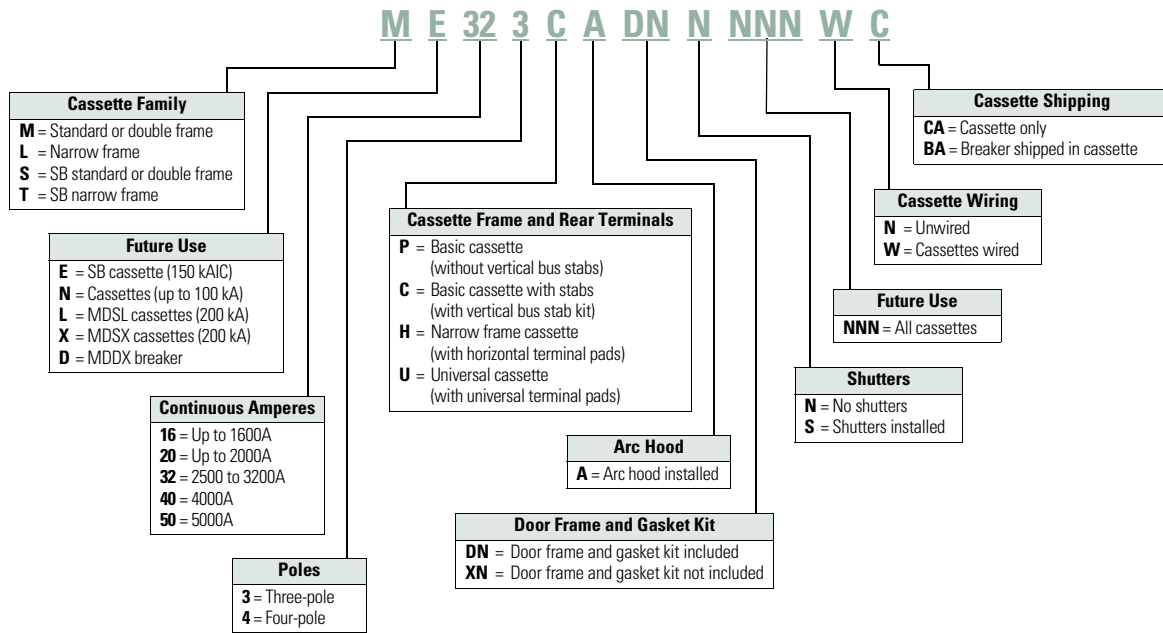 M E 32 3 C A DN N NNN W C
Cassette Family
M = Standard or double frame
L = Narrow frame
S = SB standard or double frame
T = SB narrow frame
Future Use
E = SB cassette (150 kAIC)
N = Cassettes (up to 100 kA)
L = MDSL cassettes (200 kA)
X = MDSX cassettes (200 kA)
D = MDDX breaker
Continuous Amperes
16 = Up to 1600A
20 = Up to 2000A
32 = 2500 to 3200A
40 = 4000A
50 = 5000A
Poles
3 = Three-pole
4 = Four-pole
Cassette Frame and Rear Terminals
P = Basic cassette
(without vertical bus stabs)
C = Basic cassette with stabs
(with vertical bus stab kit)
H = Narrow frame cassette
(with horizontal terminal pads)
U = Universal cassette
(with universal terminal pads)
Arc Hood
A = Arc hood installed
Door Frame and Gasket Kit
DN = Door frame and gasket kit included
XN = Door frame and gasket kit not included
Shutters
N = No shutters
S = Shutters installed
Future Use
NNN = All cassettes
Cassette Wiring
N = Unwired
W = Cassettes wired
Cassette Shipping
CA = Cassette only
BA = Breaker shipped in cassette